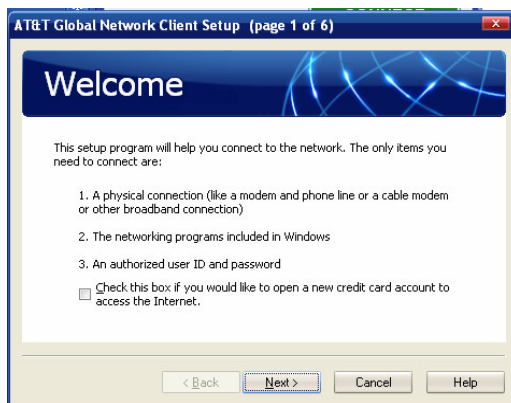 AT&T Global Network Client Setup (page 1 of 6)
Welcome
This setup program will help you connect to the network. The only items you
need to connect are:
1. A physical connection (like a modem and phone line or a cable modem
or other broadband connection)
2. The networking programs included in Windows
3. An authorized user ID and password
Check this box if you would like to open a new credit card account to
access the Internet.
< Back
Next >
Cancel
Help